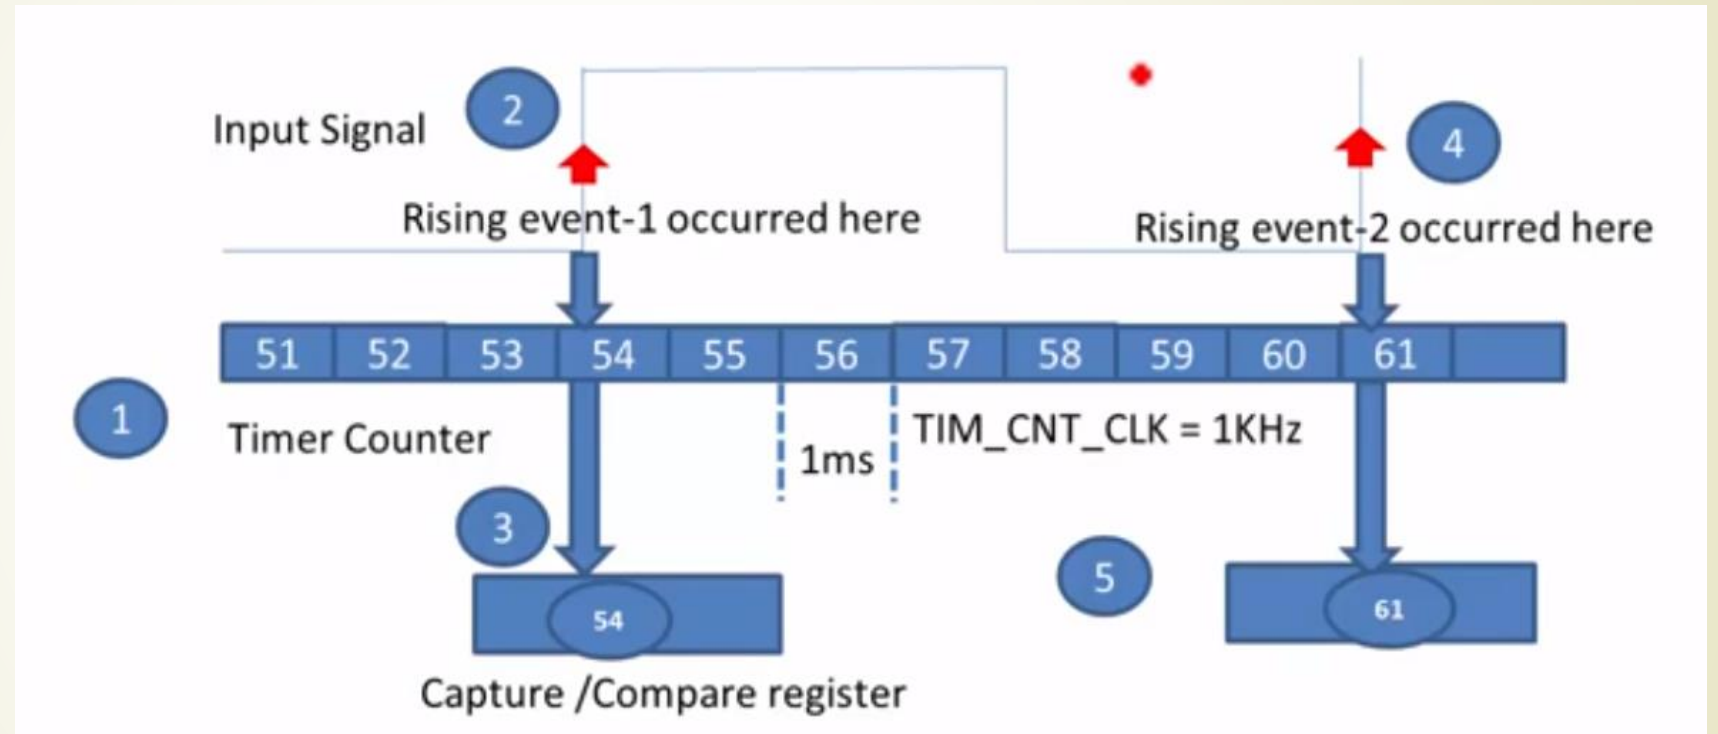 2
Input Signal
4
Rising event-1 occurred here
Rising event-2 occurred here
51 52 53 54 55 56 57 58 59 60 61
1
Timer Counter
TIM_CNT_CLK = 1KHz
1ms
3
5
54
61
Capture /Compare register